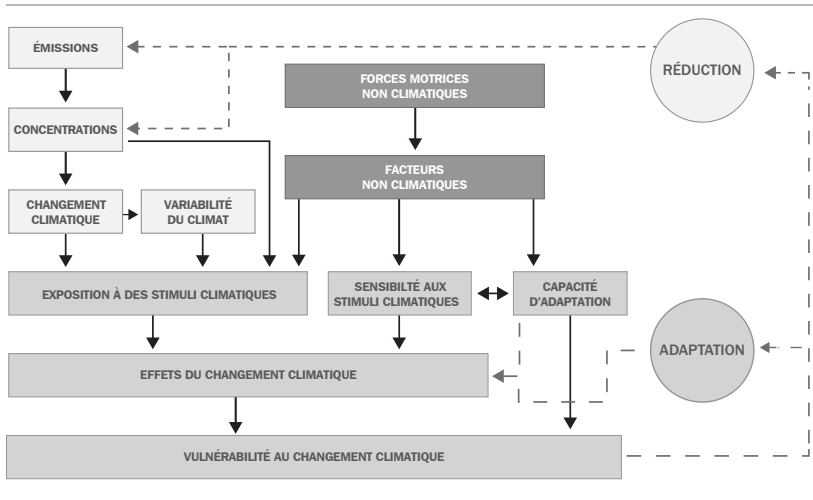 ÉMISSIONS
RÉDUCTION
FORCES MOTRICES
NON CLIMATIQUES
CONCENTRATIONS
FACTEURS
NON CLIMATIQUES
CHANGEMENT
CLIMATIQUE
VARIABILITÉ
DU CLIMAT
EXPOSITION À DES STIMULI CLIMATIQUES
SENSIBILTÉ AUX
STIMULI CLIMATIQUES
CAPACITÉ
D'ADAPTATION
ADAPTATION
EFFETS DU CHANGEMENT CLIMATIQUE
VULNÉRABILITÉ AU CHANGEMENT CLIMATIQUE